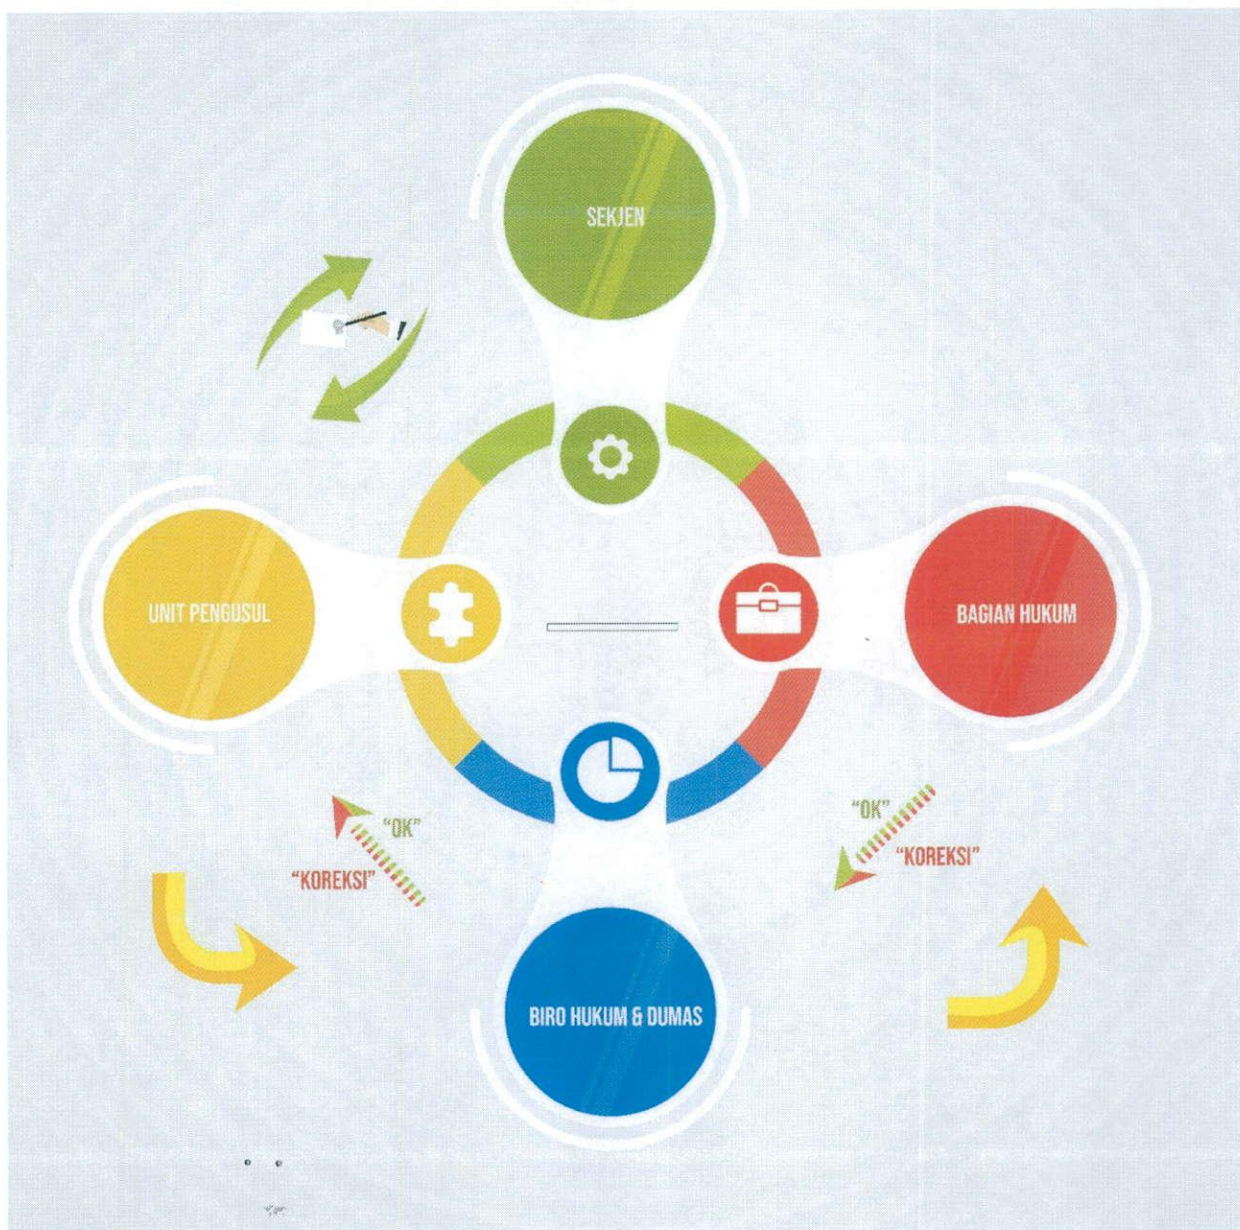 SEKJEN
UNIT PENGUSUL
BAGIAN HUKUM
"OK"
"KOREKSI"
"OK"
"KOREKSI"
BIRO HUKUM & DUMAS